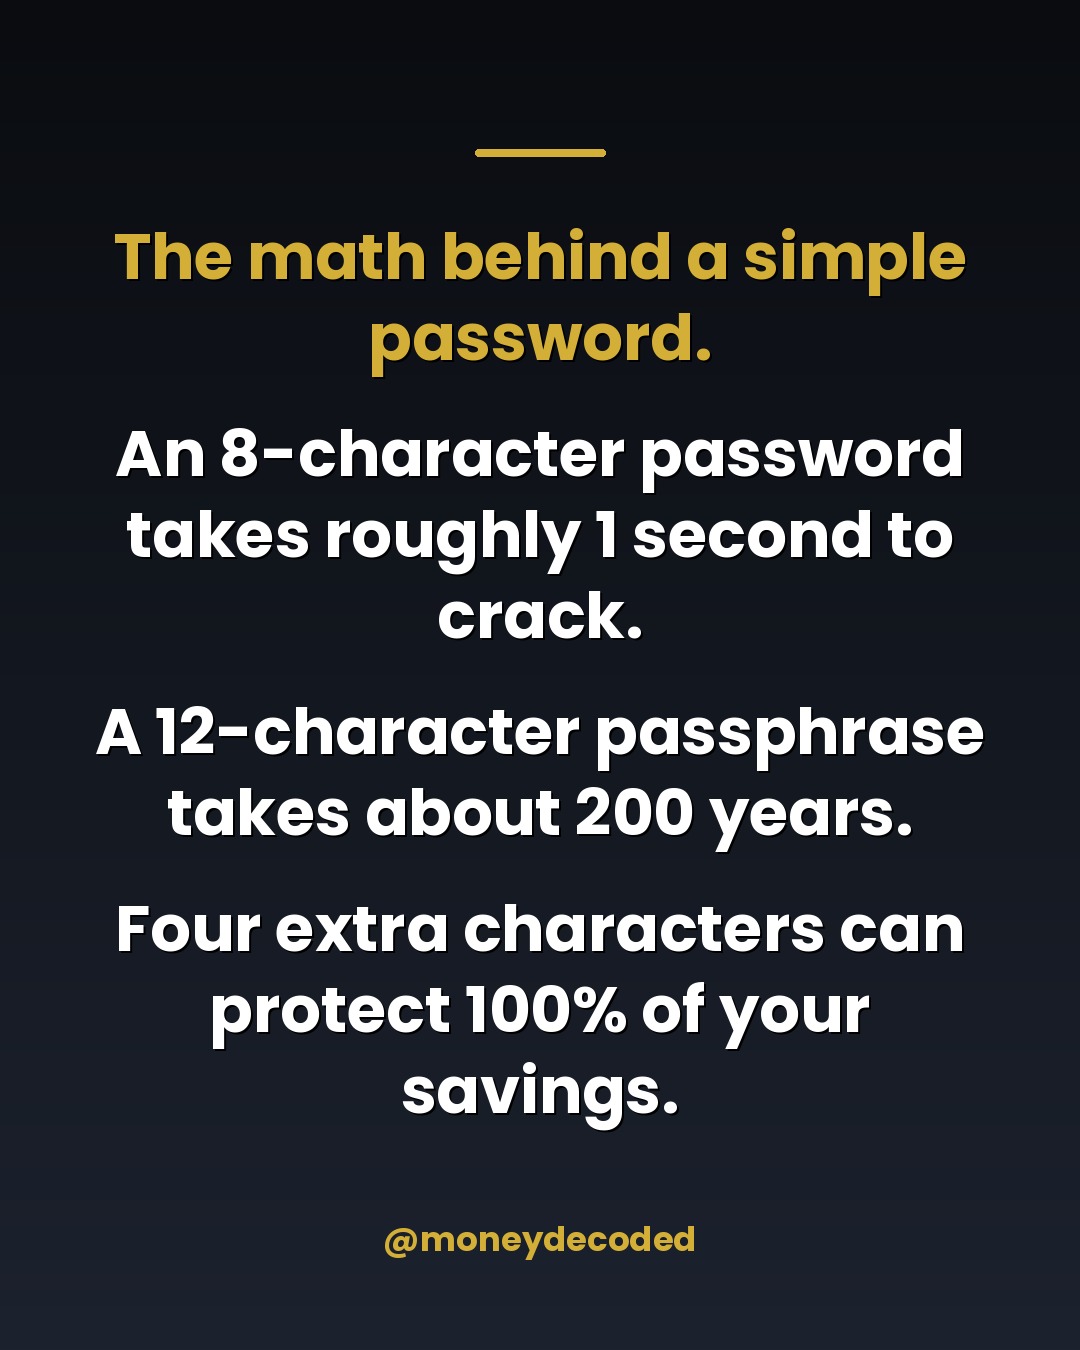 The math behind a simple
password.
An 8-character password
takes roughly 1 second to
crack.
A 12-character passphrase
takes about 200 years.
Four extra characters can
protect 100% of your
savings.
@moneydecoded